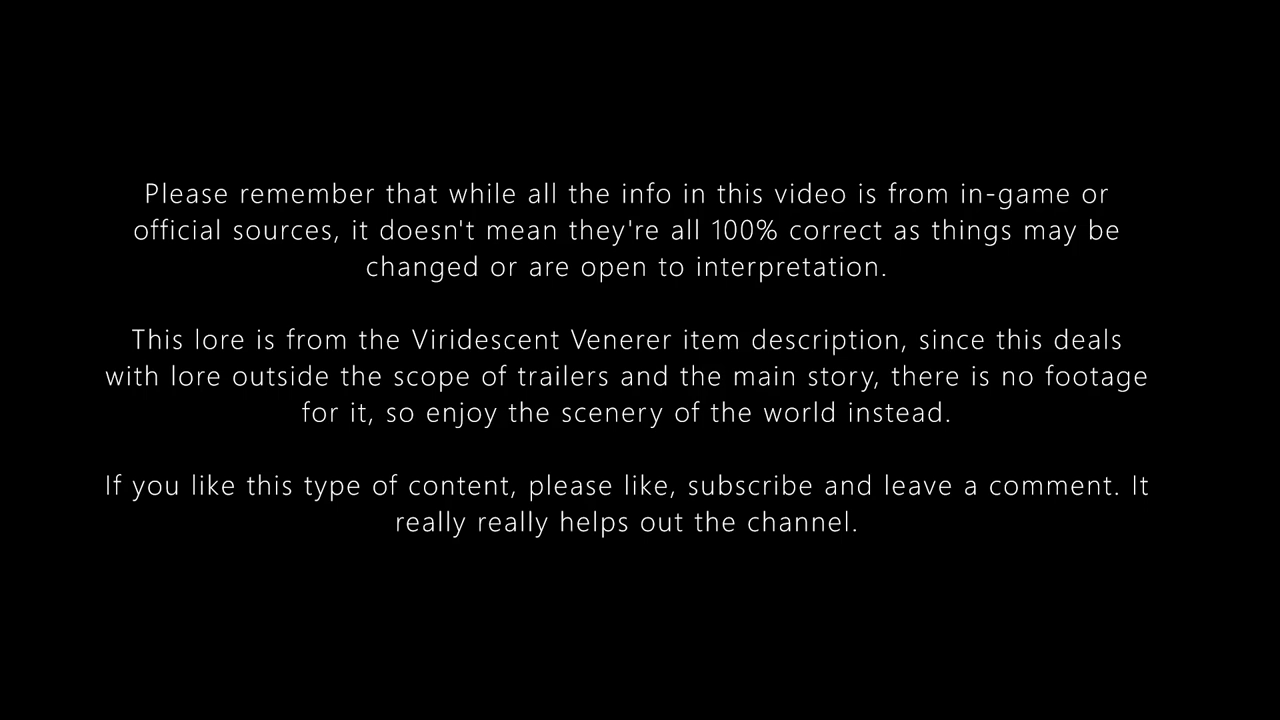 Please remember that while all the info in this video is from in-game or
official sources, it doesn't mean they're all 100% correct as things may be
changed or are open to interpretation.
This lore is from the Viridescent Venerer item description, since this deals
with lore outside the scope of trailers and the main story, there is no footage
for it, so enjoy the scenery of the world instead.
If you like this type of content, please like, subscribe and leave a comment. It
really really helps out the channel.